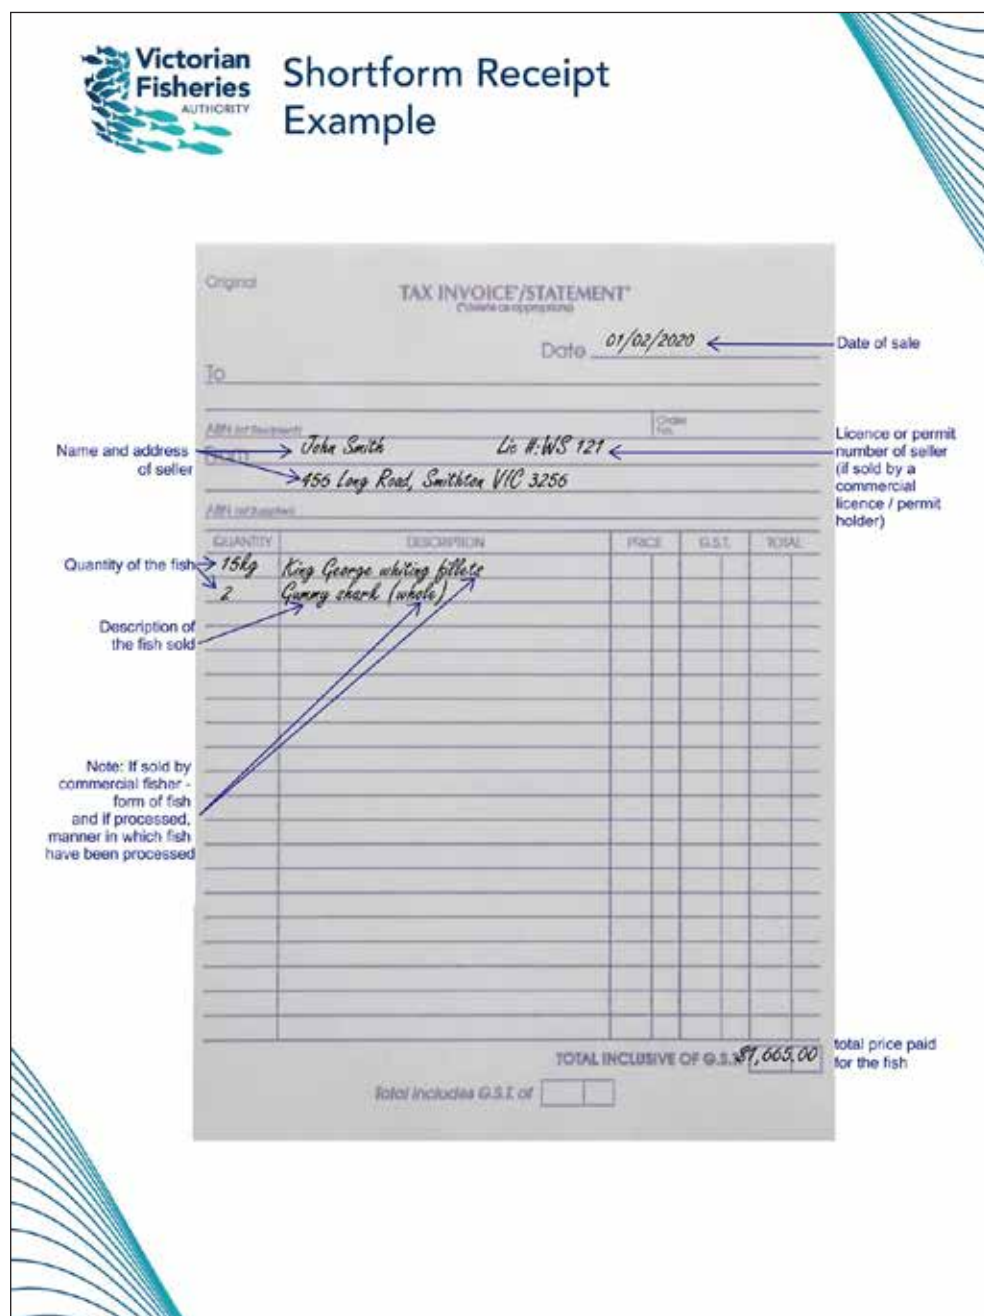 Victorian
Fisheries
AUTHORITY
Shortform Receipt
Example
Original
TAX INVOICE*/STATEMENT*
Date 01/02/2020
Date of sale
To
Order
No.
Name and address
of seller
From John Smith Lic #:WS 121
456 Long Road, Smithton VIC 3256
Licence or permit
number of seller
(if sold by a
commercial
licence / permit
holder)
QUANTITY DESCRIPTION PRICE G.S.T. TOTAL
Quantity of the fish
15kg King George whiting fillets
2 Gummy shark (whole)
Description of
the fish sold
Note: If sold by
commercial fisher -
form of fish
and if processed,
manner in which fish
have been processed
TOTAL INCLUSIVE OF G.S.T. $1,665.00
total price paid
for the fish
Total includes G.S.T. of